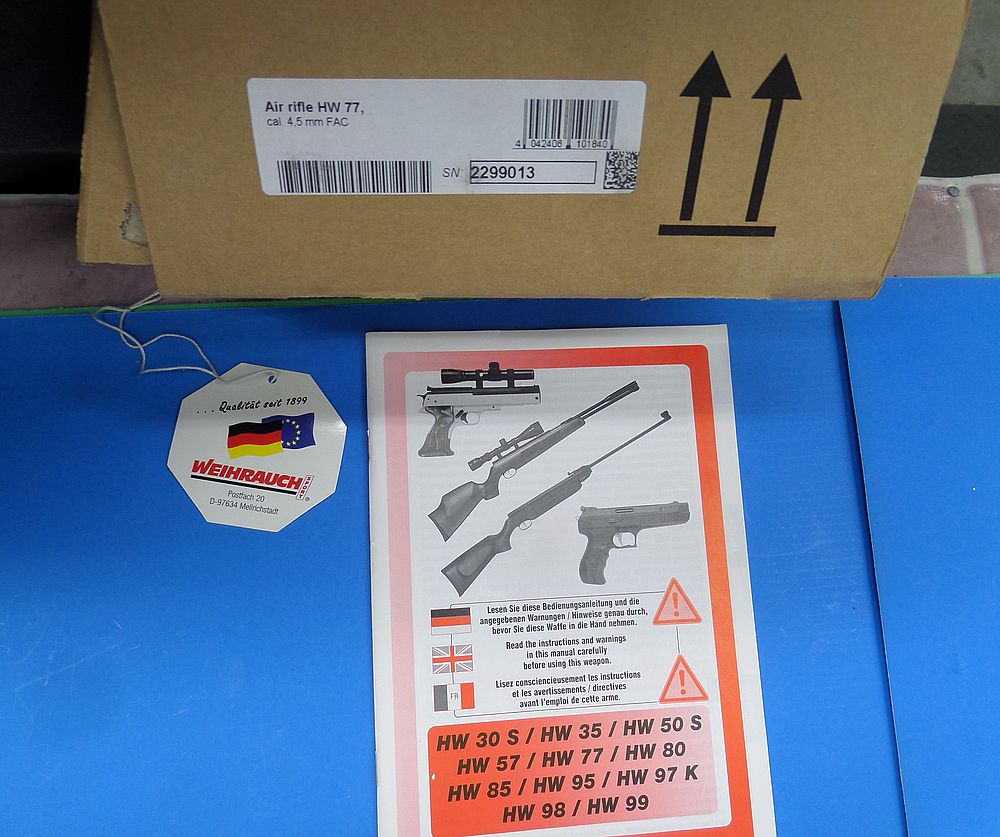 Air rifle HW 77,
cal. 4,5 mm FAC
4 042406 101840
SN: 2299013
... Qualität seit 1899
WEIHRAUCH
SPORT
®
Postfach 20
D-97634 Mellrichstadt
Lesen Sie diese Bedienungsanleitung und die
angegebenen Warnungen / Hinweise genau durch,
bevor Sie diese Waffe in die Hand nehmen.
Read the instructions and warnings
in this manual carefully
before using this weapon.
FR
Lisez consciencieusement les instructions
et les avertissements / directives
avant l'emploi de cette arme.
HW 30 S / HW 35 / HW 50 S
HW 57 / HW 77 / HW 80
HW 85 / HW 95 / HW 97 K
HW 98 / HW 99